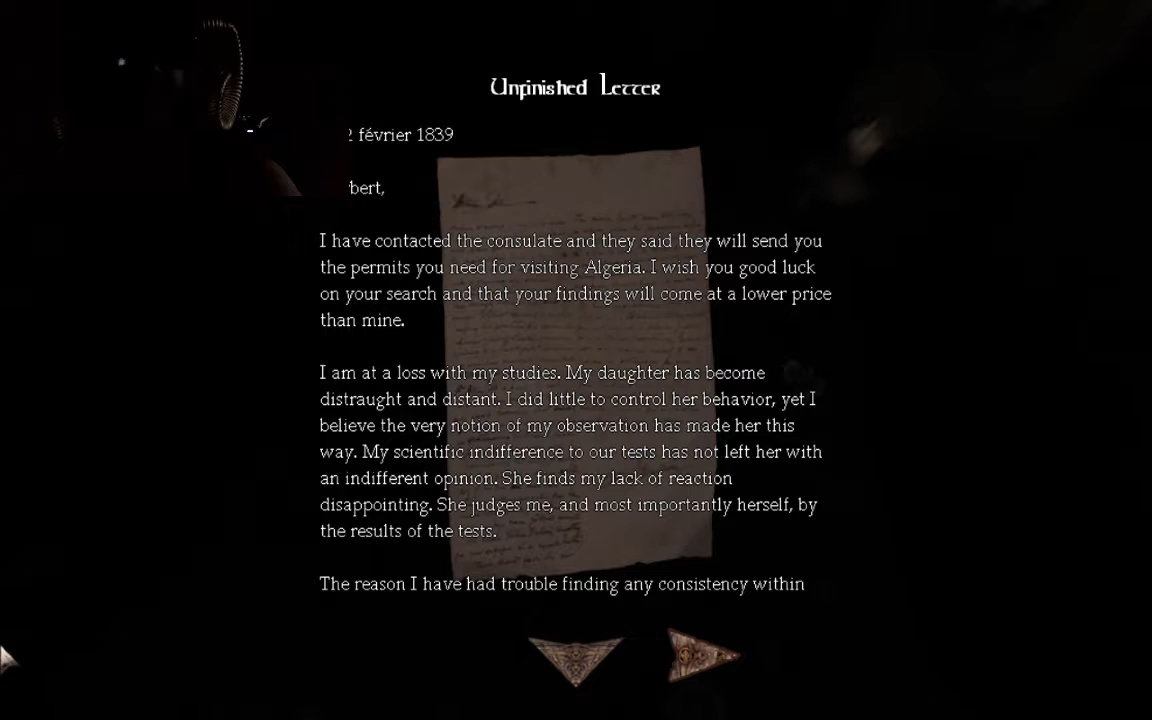 Unfinished Letter
2 février 1839
bert,
I have contacted the consulate and they said they will send you
the permits you need for visiting Algeria. I wish you good luck
on your search and that your findings will come at a lower price
than mine.
I am at a loss with my studies. My daughter has become
distraught and distant. I did little to control her behavior, yet I
believe the very notion of my observation has made her this
way. My scientific indifference to our tests has not left her with
an indifferent opinion. She finds my lack of reaction
disappointing. She judges me, and most importantly herself, by
the results of the tests.
The reason I have had trouble finding any consistency within